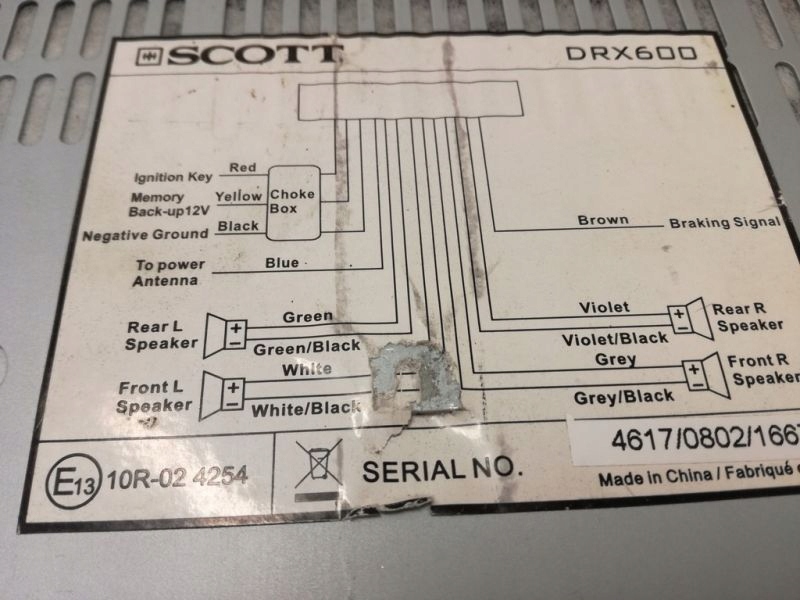 SCOTT DRX600
Ignition Key Red
Memory Back-up12V Yellow
Choke Box
Negative Ground Black
To power Antenna Blue
Brown Braking Signal
Rear L Speaker + − Green
Green/Black
Front L Speaker + − White
White/Black
Violet + − Rear R Speaker
Violet/Black
Grey + − Front R Speaker
Grey/Black
E13 10R-02 4254
SERIAL NO.
4617/0802/1667
Made in China / Fabriqué